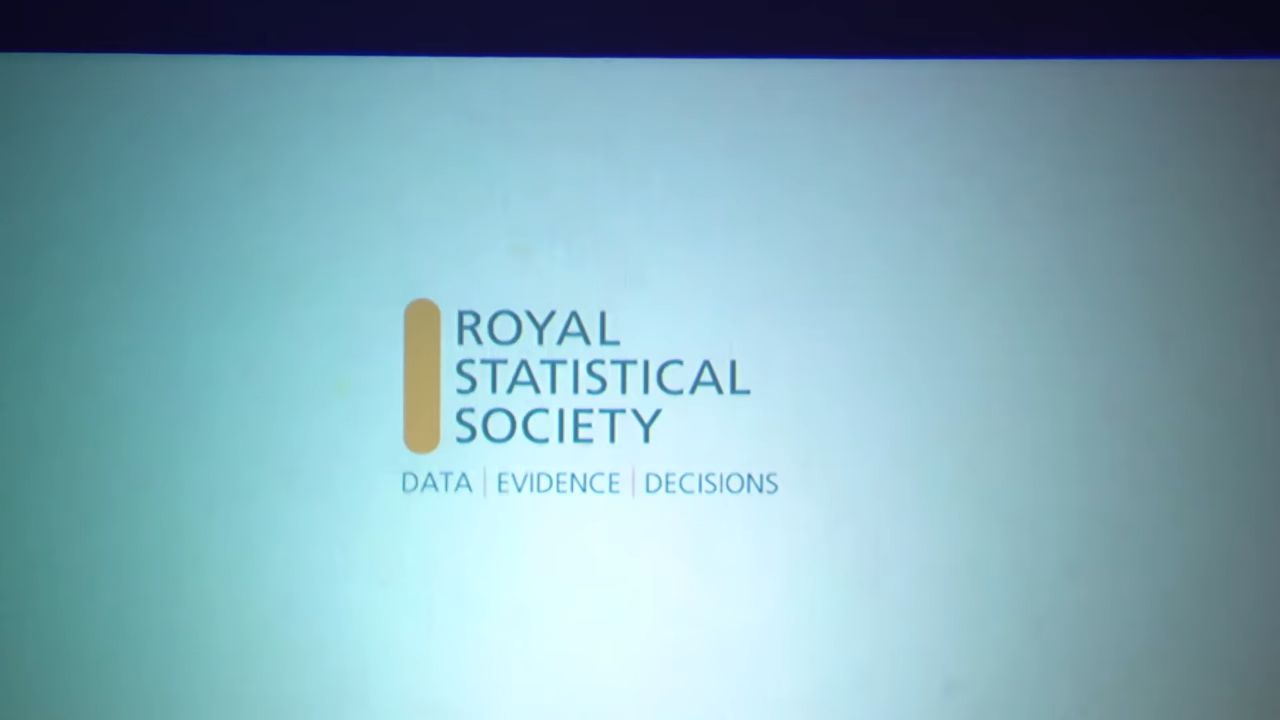 ROYAL
STATISTICAL
SOCIETY
DATA | EVIDENCE | DECISIONS